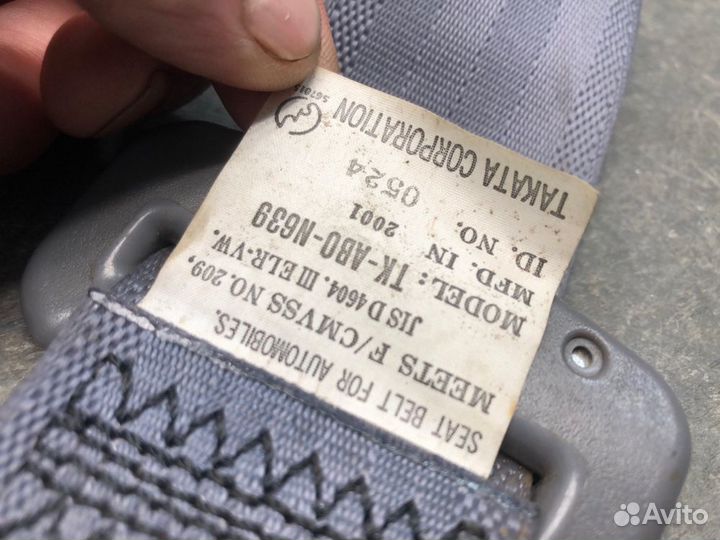 SEAT BELT FOR AUTOMOBILES.
MEETS F/CMVSS NO.209,
JIS D 4604. III ELR-VW.
MODEL: TK-AB0-N639
MFD. IN 2001
ID. NO. 0524
TAKATA CORPORATION
Avito